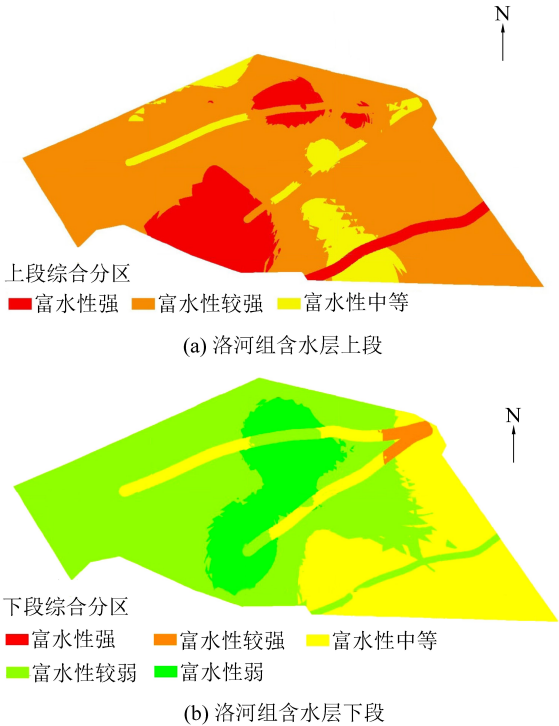 N
上段综合分区
富水性强 富水性较强 富水性中等
(a) 洛河组含水层上段
N
下段综合分区
富水性强 富水性较强 富水性中等
富水性较弱 富水性弱
(b) 洛河组含水层下段